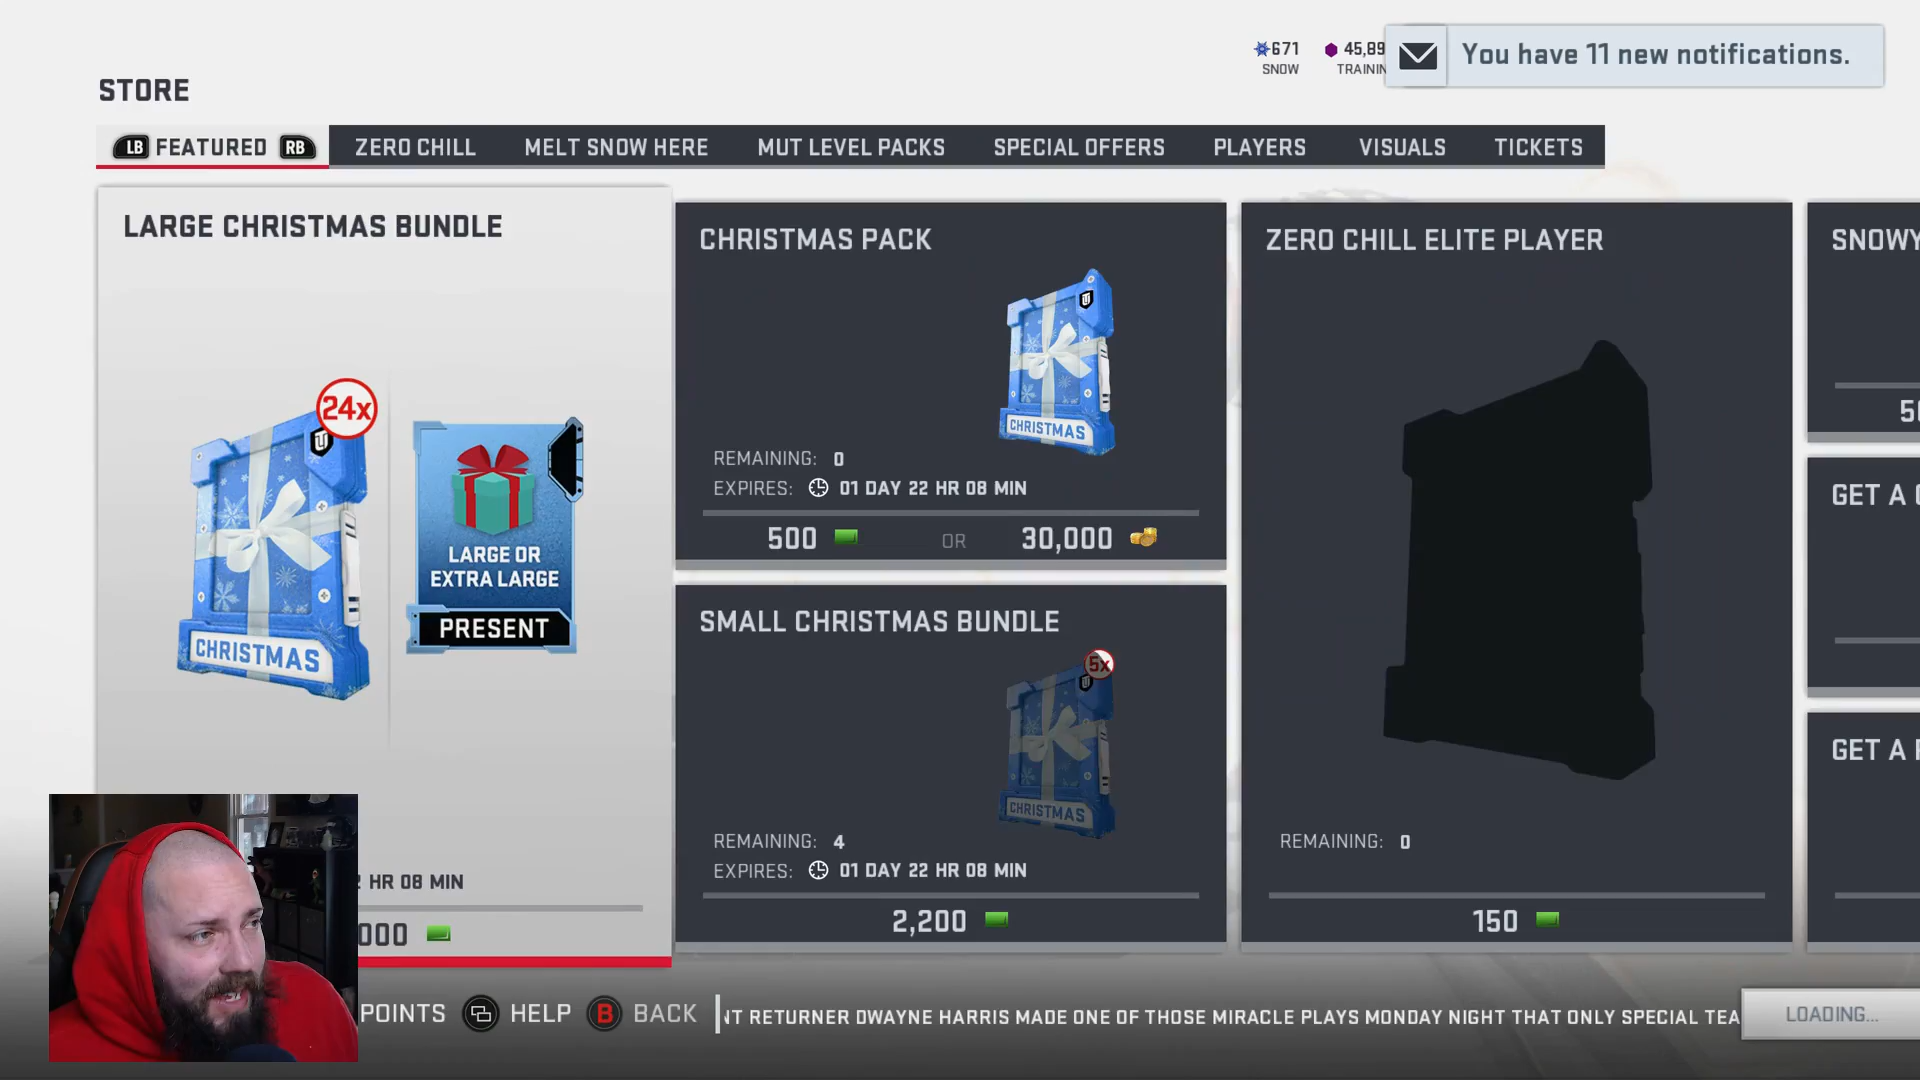 671
SNOW
45,89
TRAININ
You have 11 new notifications.
STORE
LB FEATURED RB
ZERO CHILL
MELT SNOW HERE
MUT LEVEL PACKS
SPECIAL OFFERS
PLAYERS
VISUALS
TICKETS
LARGE CHRISTMAS BUNDLE
24x
CHRISTMAS
LARGE OR
EXTRA LARGE
PRESENT
HR 08 MIN
000
CHRISTMAS PACK
CHRISTMAS
REMAINING: 0
EXPIRES: 01 DAY 22 HR 08 MIN
500 OR 30,000
SMALL CHRISTMAS BUNDLE
5x
CHRISTMAS
REMAINING: 4
EXPIRES: 01 DAY 22 HR 08 MIN
2,200
ZERO CHILL ELITE PLAYER
REMAINING: 0
150
SNOWY
50
GET A
GET A
POINTS
HELP
B BACK
NT RETURNER DWAYNE HARRIS MADE ONE OF THOSE MIRACLE PLAYS MONDAY NIGHT THAT ONLY SPECIAL TEA
LOADING...